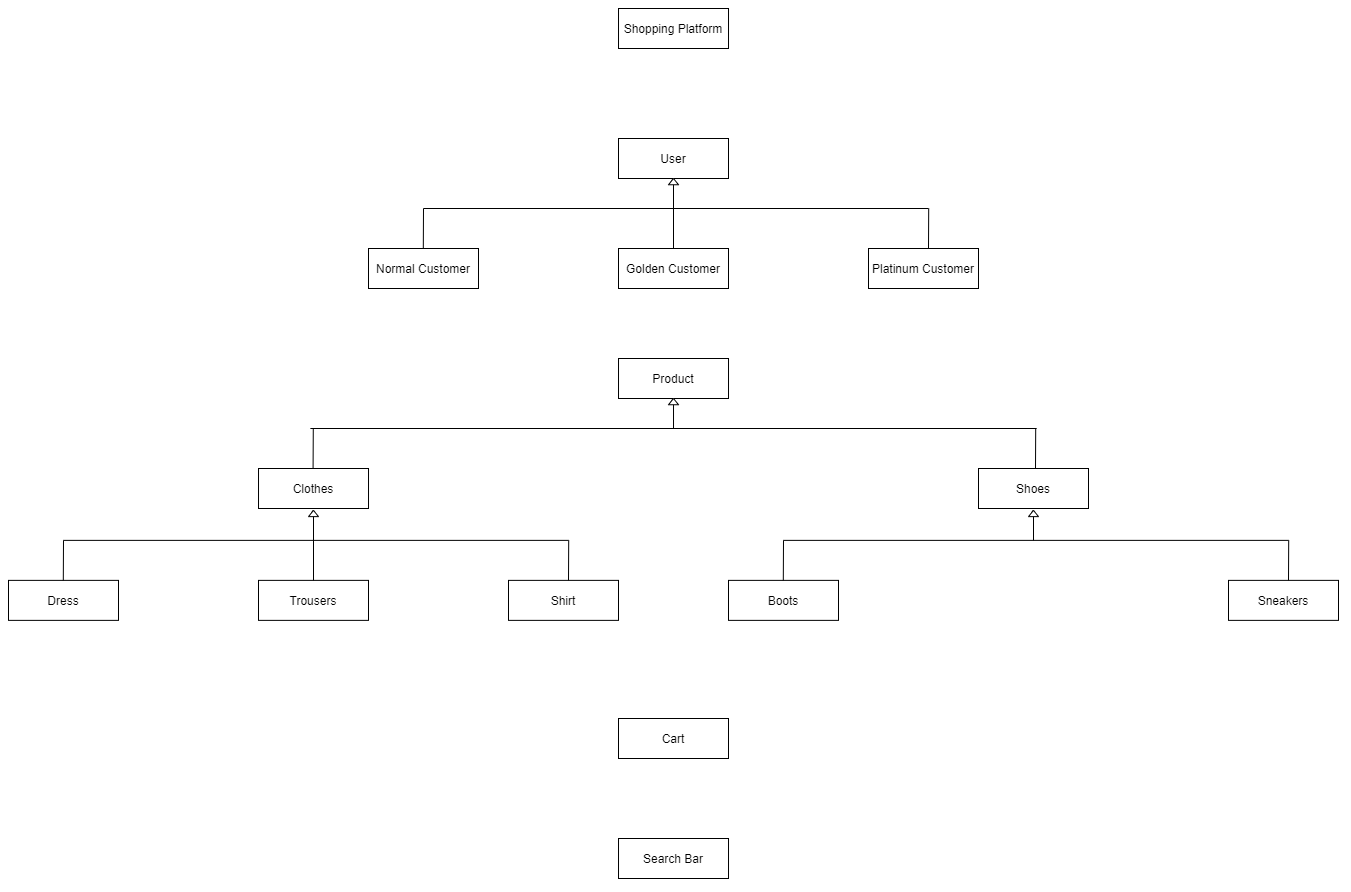 Shopping Platform
User
Normal Customer
Golden Customer
Platinum Customer
Product
Clothes
Shoes
Dress
Trousers
Shirt
Boots
Sneakers
Cart
Search Bar